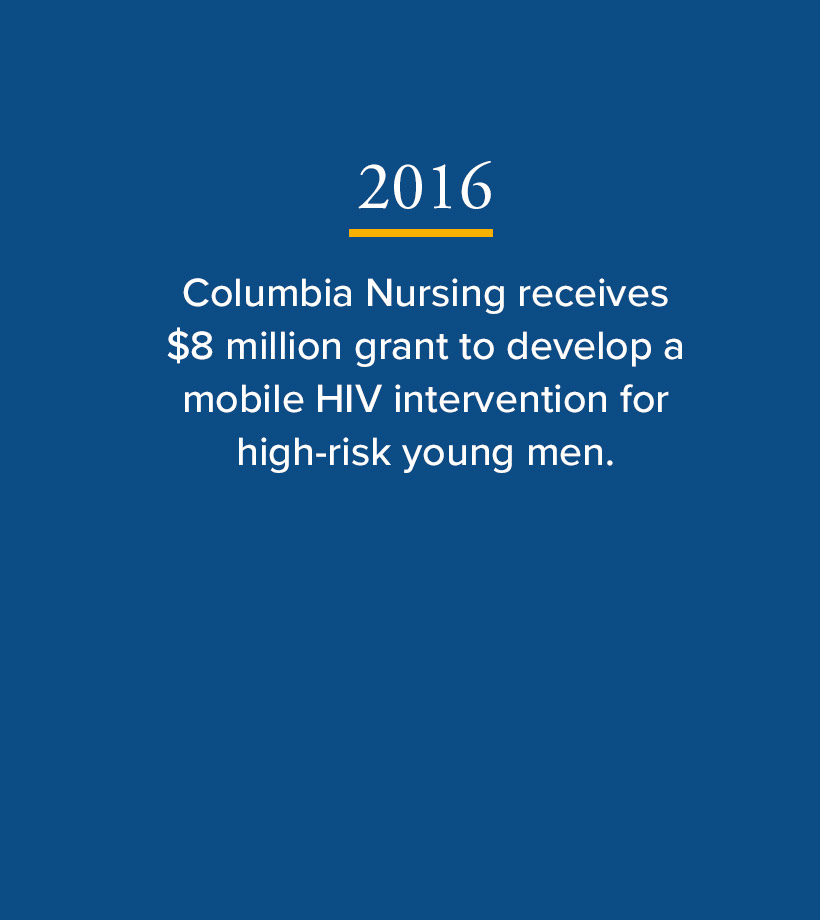 2016
Columbia Nursing receives
$8 million grant to develop a
mobile HIV intervention for
high-risk young men.